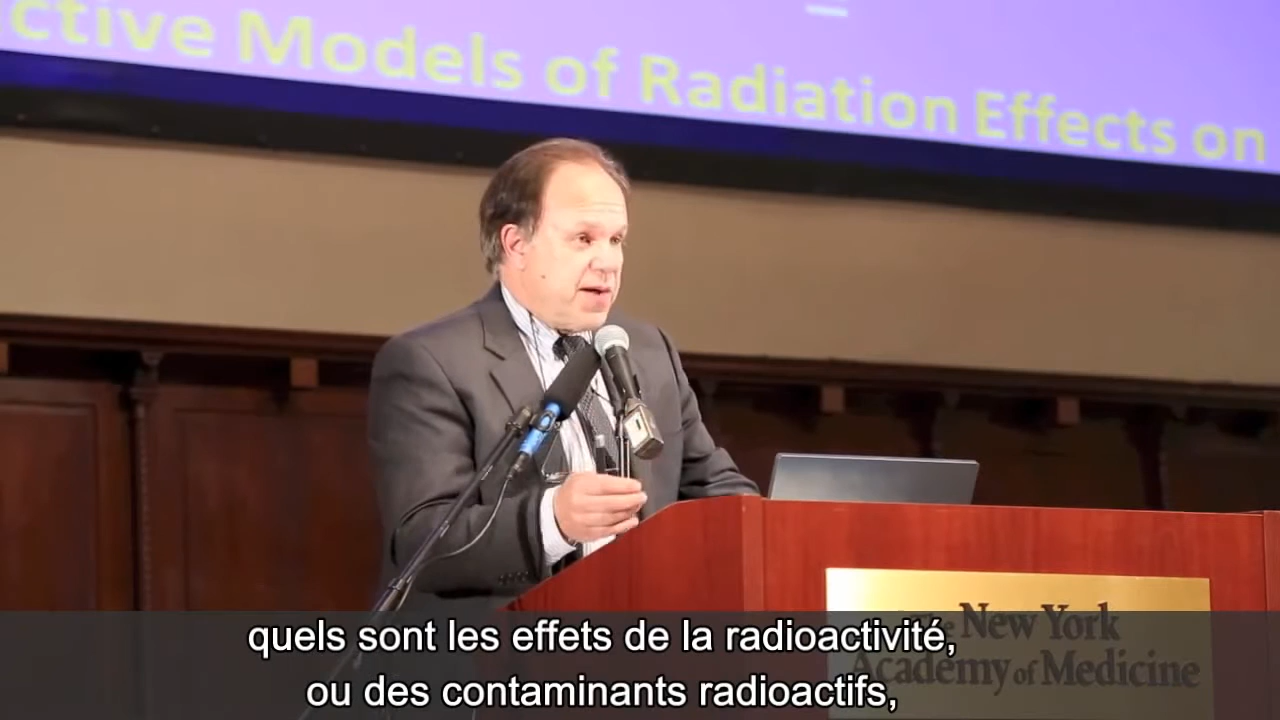 ctive Models of Radiation Effects on
The New York
Academy of Medicine
quels sont les effets de la radioactivité,
ou des contaminants radioactifs,